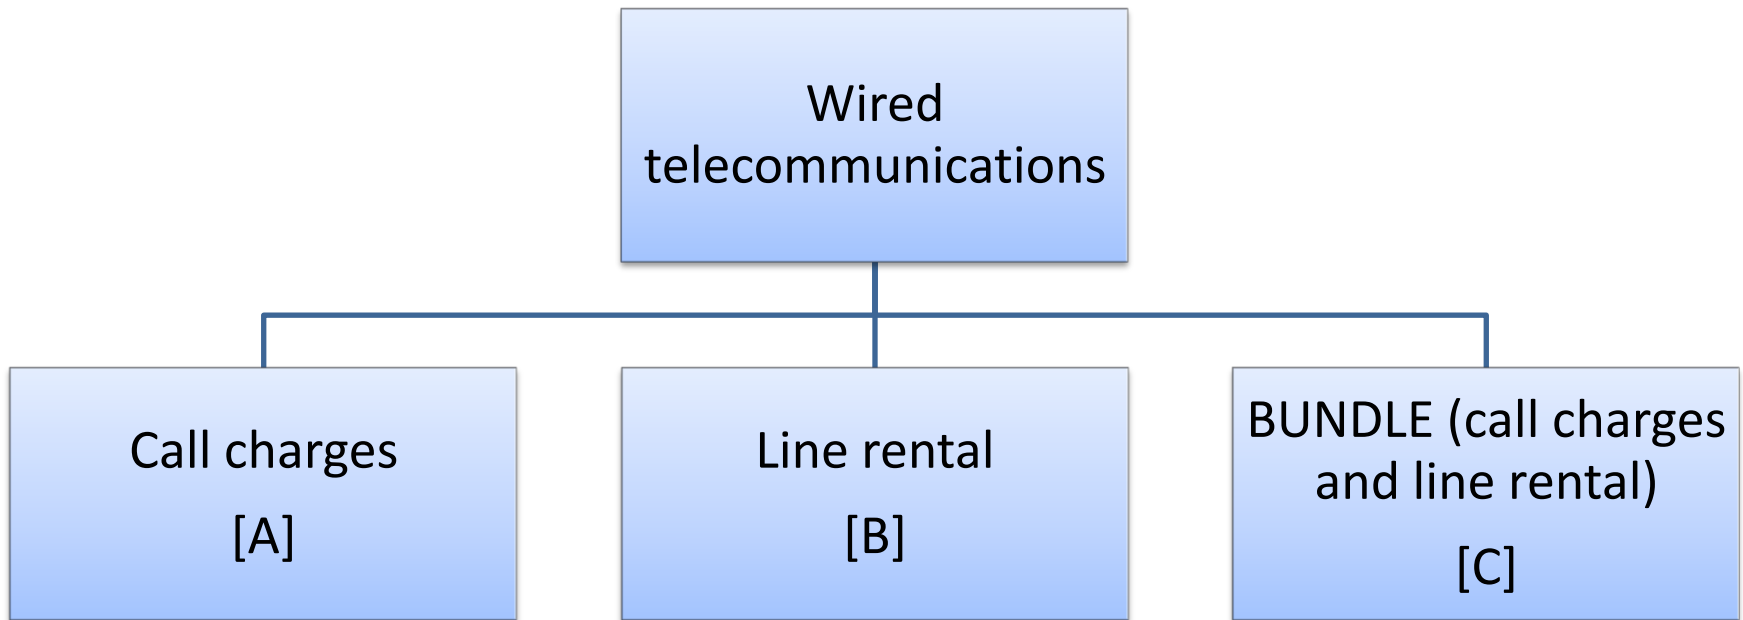 Wired
telecommunications
Call charges
[A]
Line rental
[B]
BUNDLE (call charges
and line rental)
[C]